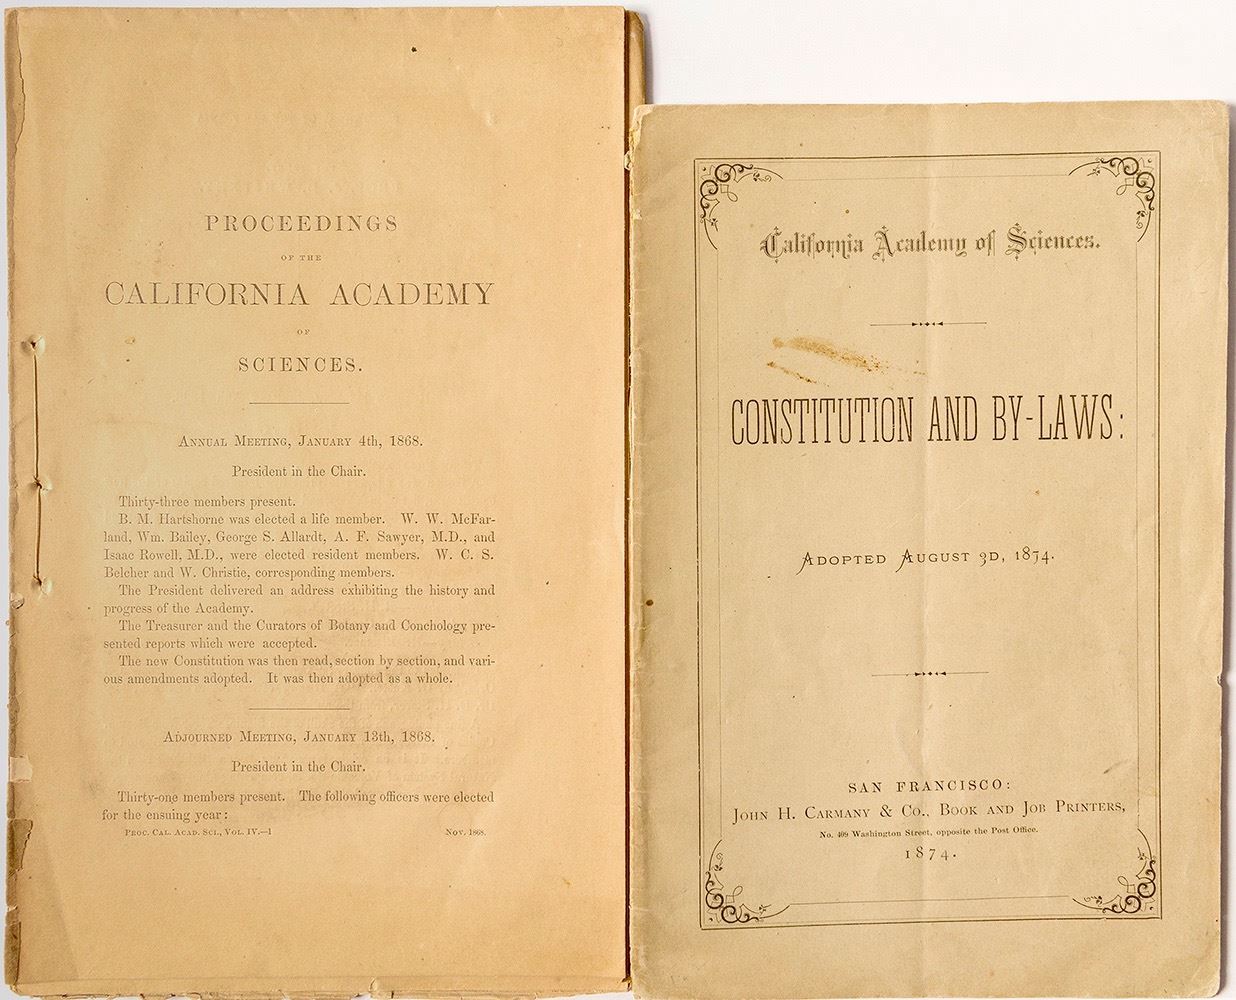 PROCEEDINGS
OF THE
CALIFORNIA ACADEMY
OF
SCIENCES.
Annual Meeting, January 4th, 1868.
President in the Chair.
Thirty-three members present.
B. M. Hartshorne was elected a life member. W. W. McFar-
land, Wm. Bailey, George S. Allardt, A. F. Sawyer, M.D., and
Isaac Rowell, M.D., were elected resident members. W. C. S.
Belcher and W. Christie, corresponding members.
The President delivered an address exhibiting the history and
progress of the Academy.
The Treasurer and the Curators of Botany and Conchology pre-
sented reports which were accepted.
The new Constitution was then read, section by section, and vari-
ous amendments adopted. It was then adopted as a whole.
Adjourned Meeting, January 13th, 1868.
President in the Chair.
Thirty-one members present. The following officers were elected
for the ensuing year:
Proc. Cal. Acad. Sci., Vol. IV.—1 Nov. 1868.
California Academy of Sciences.
CONSTITUTION AND BY-LAWS:
Adopted August 3d, 1874.
SAN FRANCISCO:
John H. Carmany & Co., Book and Job Printers,
No. 409 Washington Street, opposite the Post Office.
1874.